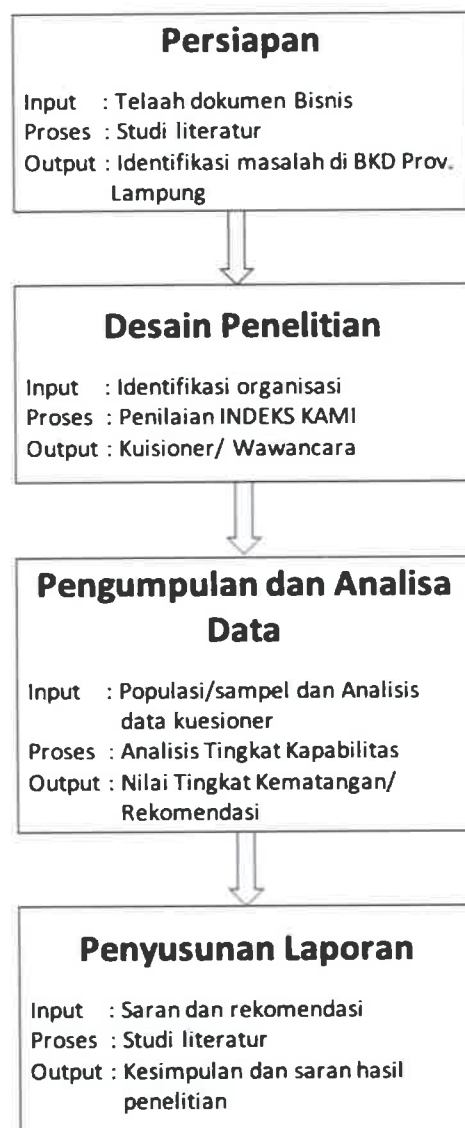 Persiapan
Input : Telaah dokumen Bisnis
Proses : Studi literatur
Output : Identifikasi masalah di BKD Prov.
Lampung
Desain Penelitian
Input : Identifikasi organisasi
Proses : Penilaian INDEKS KAMI
Output : Kuisioner/ Wawancara
Pengumpulan dan Analisa
Data
Input : Populasi/sampel dan Analisis
data kuesioner
Proses : Analisis Tingkat Kapabilitas
Output : Nilai Tingkat Kematangan/
Rekomendasi
Penyusunan Laporan
Input : Saran dan rekomendasi
Proses : Studi literatur
Output : Kesimpulan dan saran hasil
penelitian